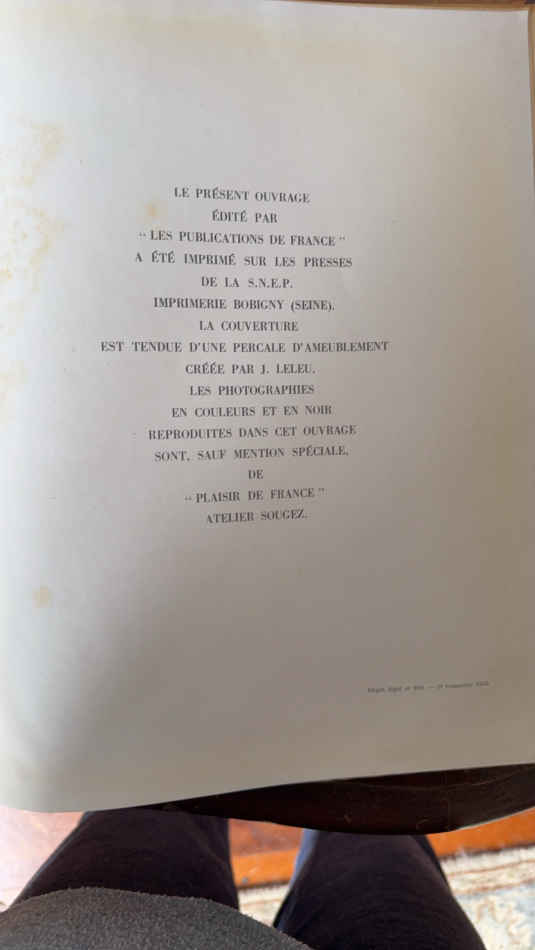 LE PRÉSENT OUVRAGE
ÉDITÉ PAR
“ LES PUBLICATIONS DE FRANCE ”
A ÉTÉ IMPRIMÉ SUR LES PRESSES
DE LA S.N.E.P.
IMPRIMERIE BOBIGNY (SEINE).
LA COUVERTURE
EST TENDUE D'UNE PERCALE D'AMEUBLEMENT
CRÉÉE PAR J. LELEU.
LES PHOTOGRAPHIES
EN COULEURS ET EN NOIR
REPRODUITES DANS CET OUVRAGE
SONT, SAUF MENTION SPÉCIALE,
DE
“ PLAISIR DE FRANCE ”
ATELIER SOUGEZ.